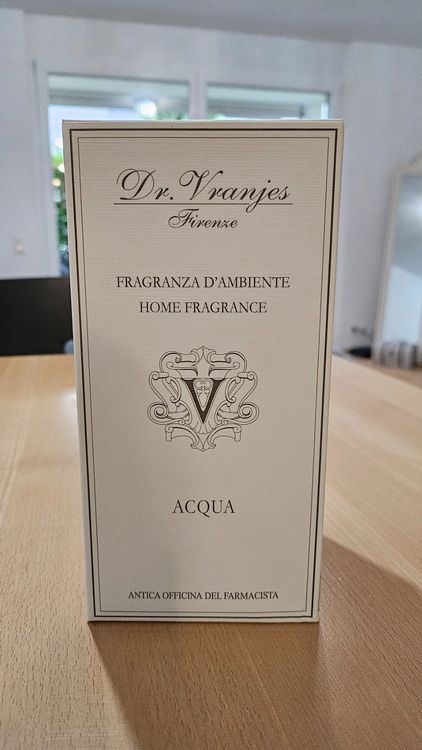 Dr. Vranjes
Firenze
FRAGRANZA D'AMBIENTE
HOME FRAGRANCE
V
ACQUA
ANTICA OFFICINA DEL FARMACISTA